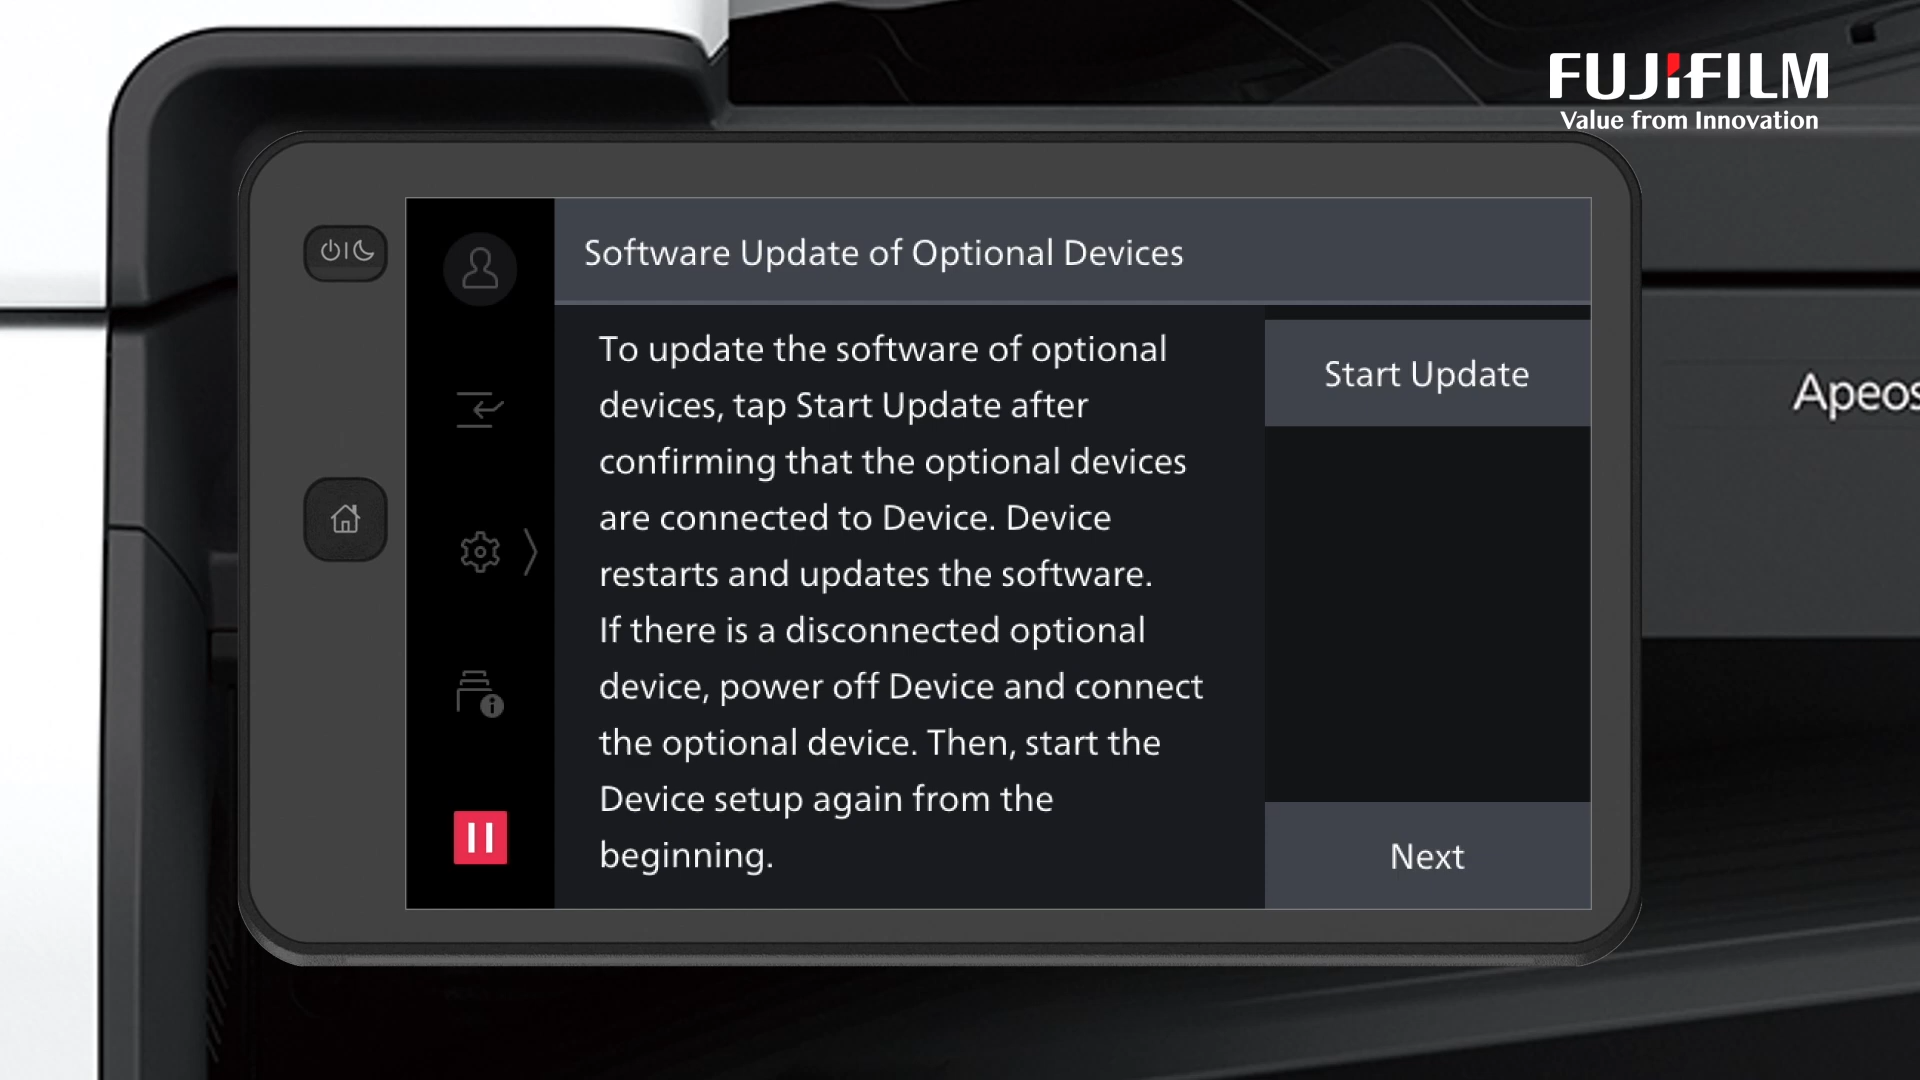 FUJIFILM
Value from Innovation
Software Update of Optional Devices
To update the software of optional
devices, tap Start Update after
confirming that the optional devices
are connected to Device. Device
restarts and updates the software.
If there is a disconnected optional
device, power off Device and connect
the optional device. Then, start the
Device setup again from the
beginning.
Start Update
Next
Apeos